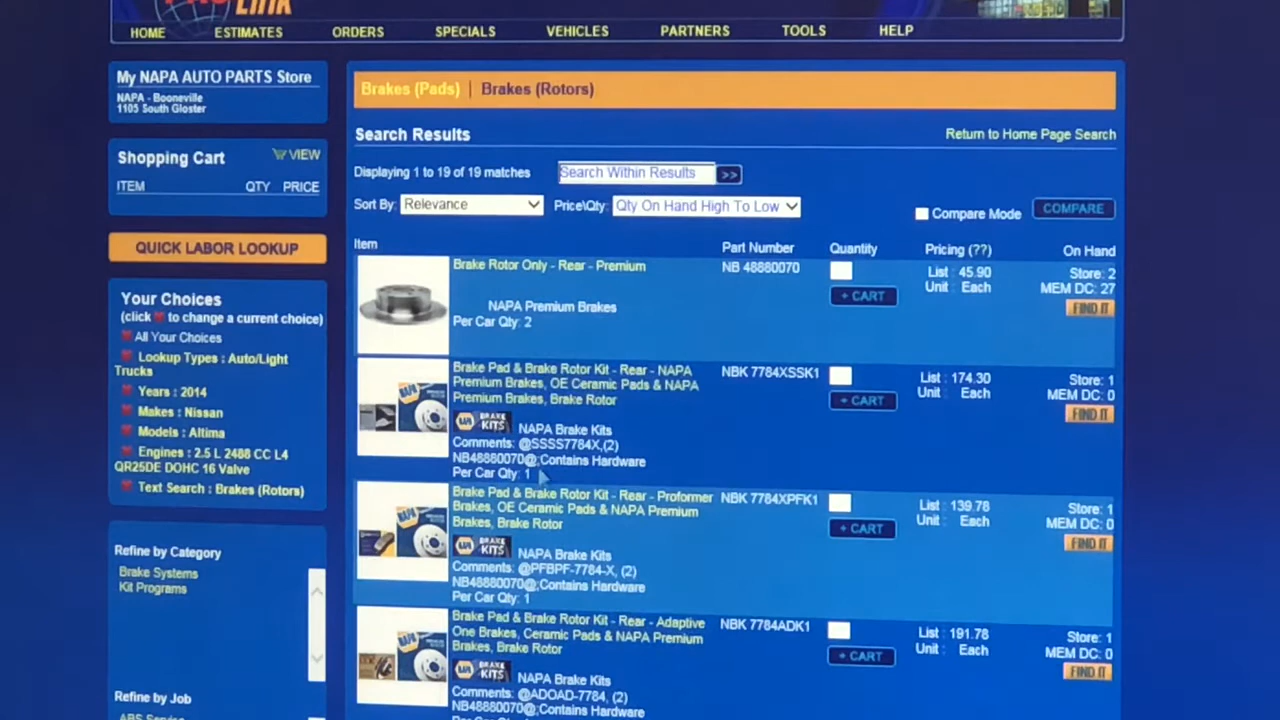 LINK
HOME ESTIMATES ORDERS SPECIALS VEHICLES PARTNERS TOOLS HELP
My NAPA AUTO PARTS Store
NAPA - Booneville
1105 South Gloster
Shopping Cart VIEW
ITEM QTY PRICE
QUICK LABOR LOOKUP
Your Choices
(click to change a current choice)
All Your Choices
Lookup Types : Auto/Light
Trucks
Years : 2014
Makes : Nissan
Models : Altima
Engines : 2.5 L 2488 CC L4
QR25DE DOHC 16 Valve
Text Search : Brakes (Rotors)
Refine by Category
Brake Systems
Kit Programs
Refine by Job
ABS Service
Brakes (Pads) | Brakes (Rotors)
Search Results Return to Home Page Search
Displaying 1 to 19 of 19 matches Search Within Results >>
Sort By: Relevance Price\Qty: Qty On Hand High To Low Compare Mode COMPARE
Item Part Number Quantity Pricing (??) On Hand
Brake Rotor Only - Rear - Premium NB 48880070 List : 45.90 Store: 2
+ CART Unit : Each MEM DC: 27
NAPA Premium Brakes FIND IT
Per Car Qty: 2
Brake Pad & Brake Rotor Kit - Rear - NAPA NBK 7784XSSK1 List : 174.30 Store: 1
Premium Brakes, OE Ceramic Pads & NAPA + CART Unit : Each MEM DC: 0
Premium Brakes, Brake Rotor FIND IT
NAPA BRAKE KITS NAPA Brake Kits
Comments: @SSSS7784X,(2)
NB48880070@;Contains Hardware
Per Car Qty: 1
Brake Pad & Brake Rotor Kit - Rear - Proformer NBK 7784XPFK1 List : 139.78 Store: 1
Brakes, OE Ceramic Pads & NAPA Premium + CART Unit : Each MEM DC: 0
Brakes, Brake Rotor FIND IT
NAPA BRAKE KITS NAPA Brake Kits
Comments: @PFBPF-7784-X, (2)
NB48880070@;Contains Hardware
Per Car Qty: 1
Brake Pad & Brake Rotor Kit - Rear - Adaptive NBK 7784ADK1 List : 191.78 Store: 1
One Brakes, Ceramic Pads & NAPA Premium + CART Unit : Each MEM DC: 0
Brakes, Brake Rotor FIND IT
NAPA BRAKE KITS NAPA Brake Kits
Comments: @ADOAD-7784, (2)
NB48880070@;Contains Hardware